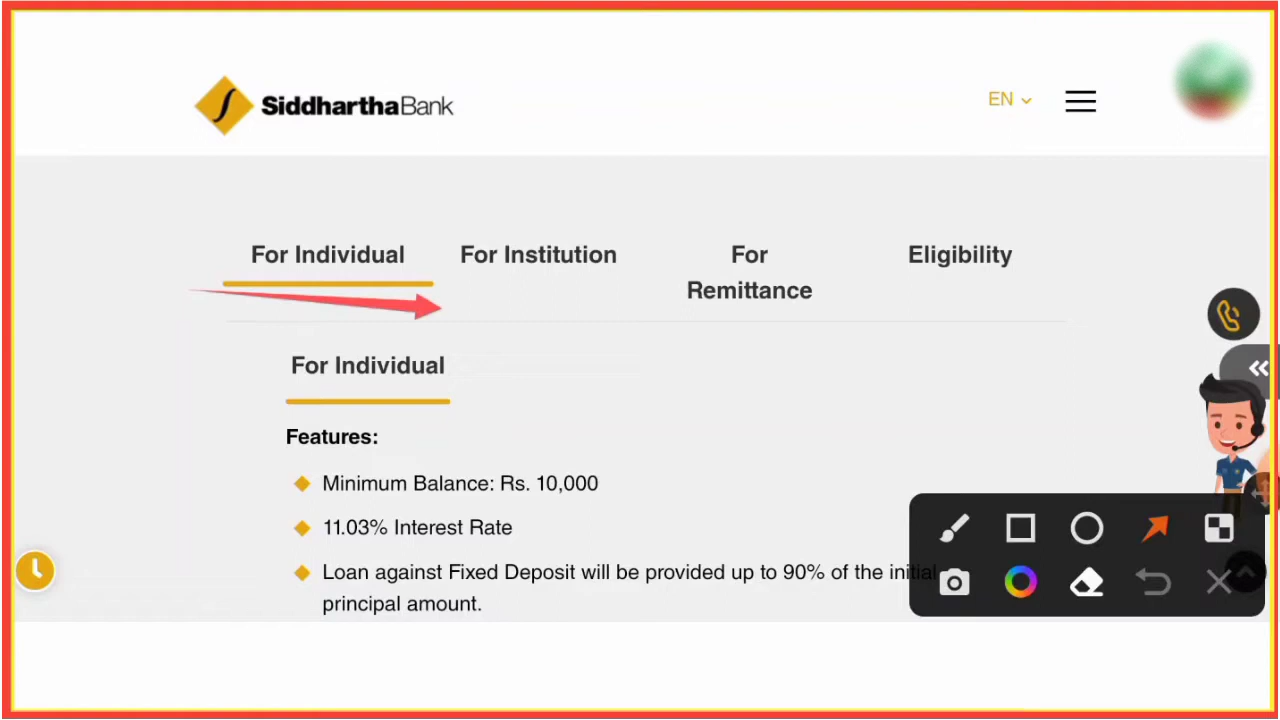 SiddharthaBank
EN
For Individual
For Institution
For
Remittance
Eligibility
For Individual
Features:
Minimum Balance: Rs. 10,000
11.03% Interest Rate
Loan against Fixed Deposit will be provided up to 90% of the initial
principal amount.